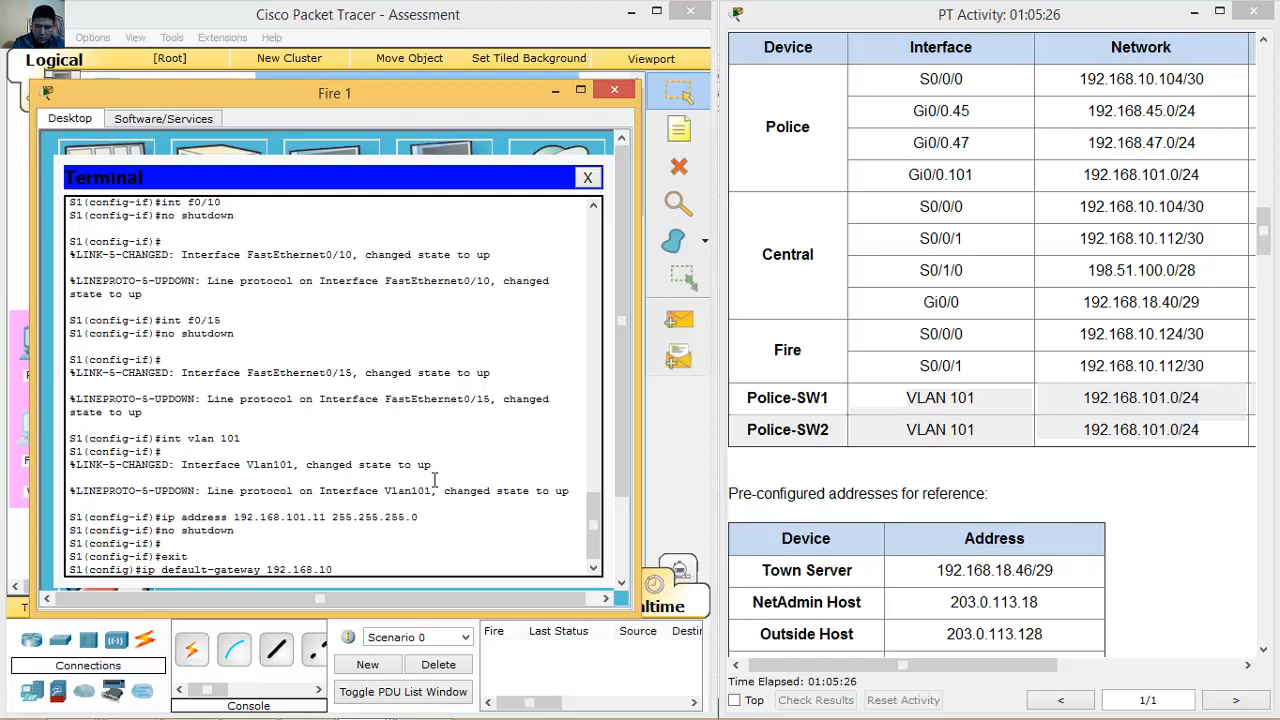 Cisco Packet Tracer - Assessment
Edit View Tools Extensions Help
Logical
[Root]
New Cluster
Move Object
Set Tiled Background
Viewport
Fire 1
Desktop
Software/Services
Terminal
X
S1(config-if)#int f0/10
S1(config-if)#no shutdown
S1(config-if)#
%LINK-5-CHANGED: Interface FastEthernet0/10, changed state to up
%LINEPROTO-5-UPDOWN: Line protocol on Interface FastEthernet0/10, changed
state to up
S1(config-if)#int f0/15
S1(config-if)#no shutdown
S1(config-if)#
%LINK-5-CHANGED: Interface FastEthernet0/15, changed state to up
%LINEPROTO-5-UPDOWN: Line protocol on Interface FastEthernet0/15, changed
state to up
S1(config-if)#int vlan 101
S1(config-if)#
%LINK-5-CHANGED: Interface Vlan101, changed state to up
%LINEPROTO-5-UPDOWN: Line protocol on Interface Vlan101, changed state to up
S1(config-if)#ip address 192.168.101.11 255.255.255.0
S1(config-if)#no shutdown
S1(config-if)#
S1(config-if)#exit
S1(config)#ip default-gateway 192.168.10
ltime
Connections
Scenario 0
New
Delete
Toggle PDU List Window
Console
Fire
Last Status
Source
PT Activity: 01:05:26
Device Interface Network
Police
S0/0/0 192.168.10.104/30
Gi0/0.45 192.168.45.0/24
Gi0/0.47 192.168.47.0/24
Gi0/0.101 192.168.101.0/24
Central
S0/0/0 192.168.10.104/30
S0/0/1 192.168.10.112/30
S0/1/0 198.51.100.0/28
Gi0/0 192.168.18.40/29
Fire
S0/0/0 192.168.10.124/30
S0/0/1 192.168.10.112/30
Police-SW1 VLAN 101 192.168.101.0/24
Police-SW2 VLAN 101 192.168.101.0/24
Pre-configured addresses for reference:
Device Address
Town Server 192.168.18.46/29
NetAdmin Host 203.0.113.18
Outside Host 203.0.113.128
Time Elapsed: 01:05:26
Top
Check Results
Reset Activity
<
1/1
>